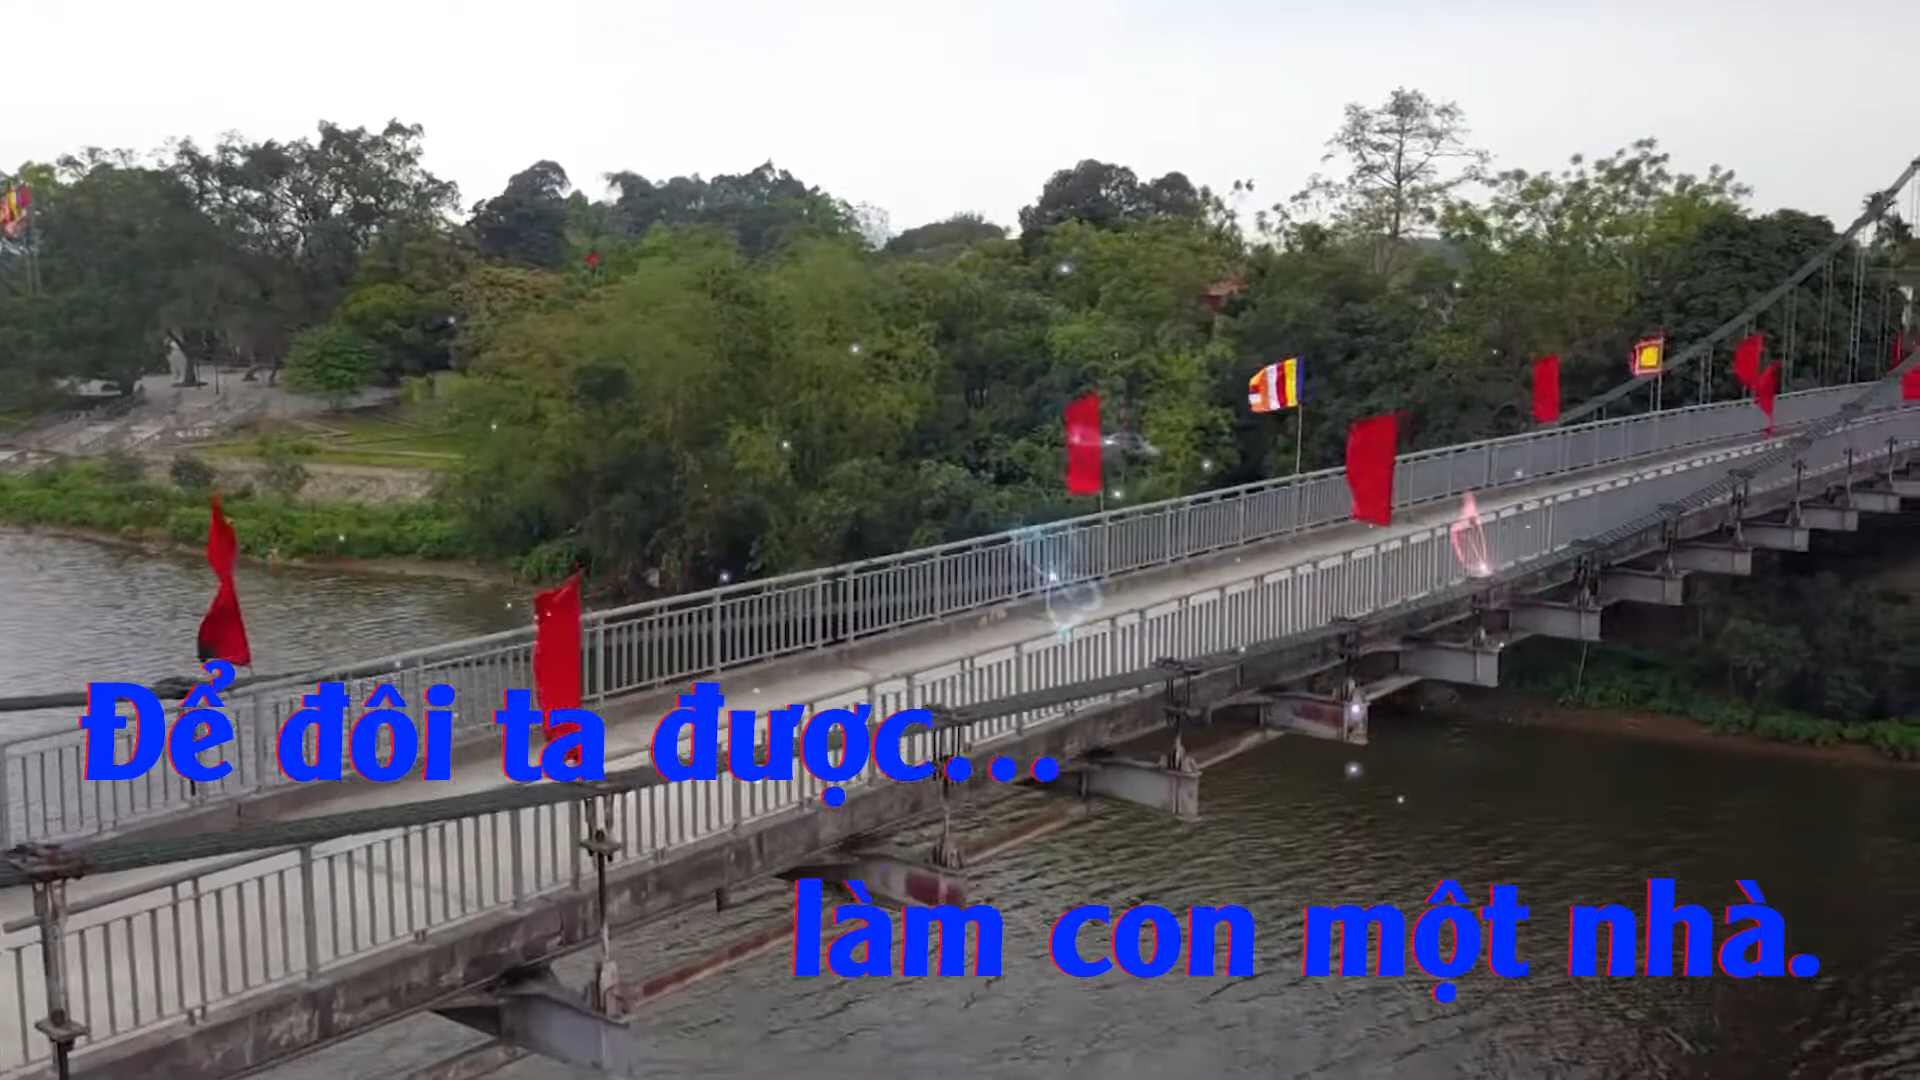 Để đôi ta được...
làm con một nhà.